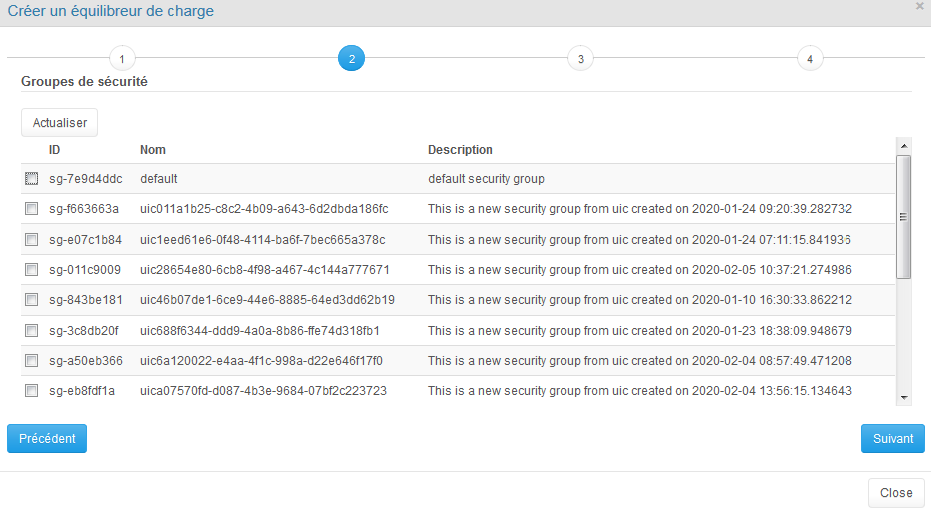 Créer un équilibreur de charge
×
1 2 3 4
Groupes de sécurité
Actualiser
ID Nom Description
sg-7e9d4ddc default default security group
sg-f663663a uic011a1b25-c8c2-4b09-a643-6d2dbda186fc This is a new security group from uic created on 2020-01-24 09:20:39.282732
sg-e07c1b84 uic1eed61e6-0f48-4114-ba6f-7bec665a378c This is a new security group from uic created on 2020-01-24 07:11:15.841936
sg-011c9009 uic28654e80-6cb8-4f98-a467-4c144a777671 This is a new security group from uic created on 2020-02-05 10:37:21.274986
sg-843be181 uic46b07de1-6ce9-44e6-8885-64ed3dd62b19 This is a new security group from uic created on 2020-01-10 16:30:33.862212
sg-3c8db20f uic688f6344-ddd9-4a0a-8b86-ffe74d318fb1 This is a new security group from uic created on 2020-01-23 18:38:09.948679
sg-a50eb366 uic6a120022-e4aa-4f1c-998a-d22e646f17f0 This is a new security group from uic created on 2020-02-04 08:57:49.471208
sg-eb8fdf1a uica07570fd-d087-4b3e-9684-07bf2c223723 This is a new security group from uic created on 2020-02-04 13:56:15.134643
Précédent Suivant
Close